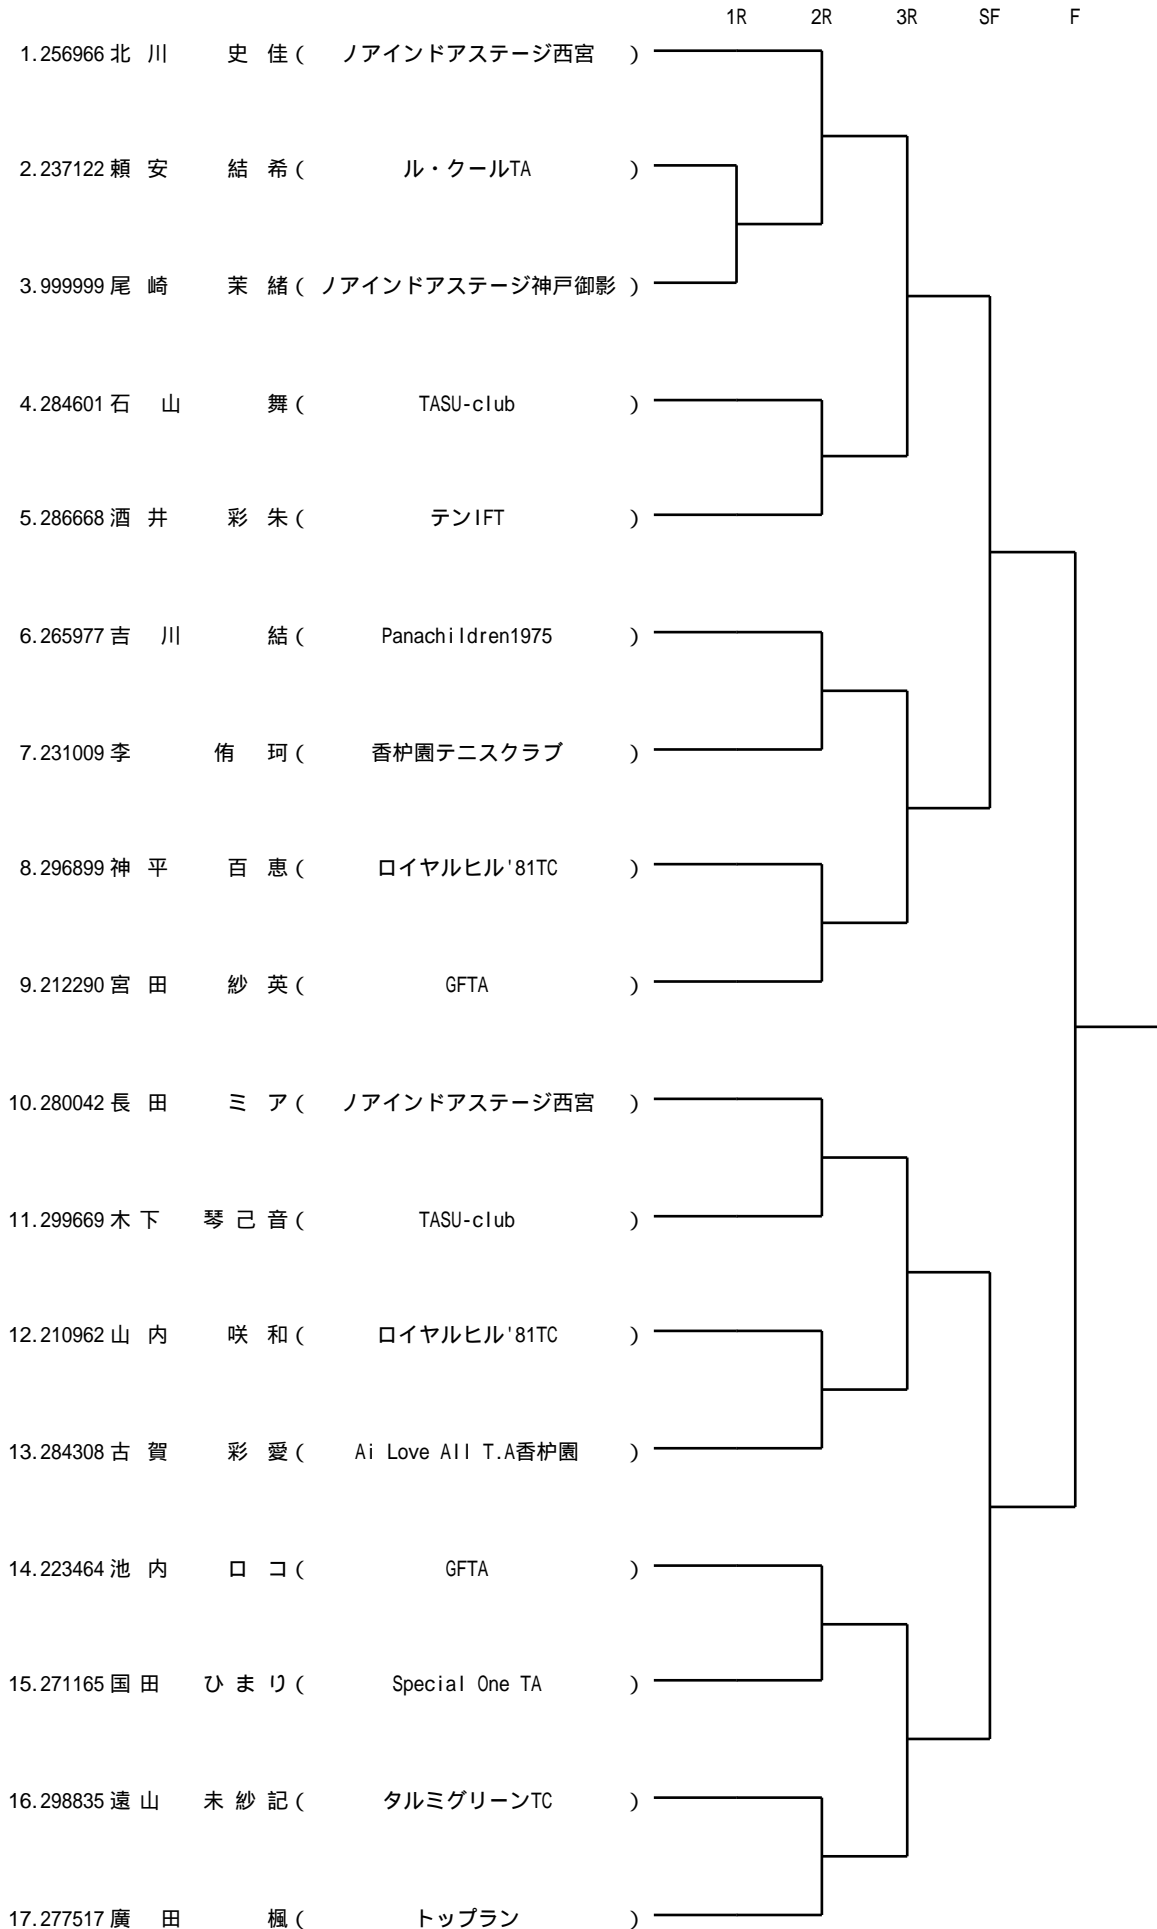 1R 2R 3R SF F
1.256966 北川 史佳 ( ノアインドアステージ西宮 )
2.237122 頼安 結希 ( ル・クールTA )
3.999999 尾崎 茉緒 ( ノアインドアステージ神戸御影 )
4.284601 石山 舞 ( TASU-club )
5.286668 酒井 彩朱 ( テンIFT )
6.265977 吉川 結 ( Panachildren1975 )
7.231009 李 侑珂 ( 香枦園テニスクラブ )
8.296899 神平 百恵 ( ロイヤルヒル'81TC )
9.212290 宮田 紗英 ( GFTA )
10.280042 長田 ミア ( ノアインドアステージ西宮 )
11.299669 木下 琴己音 ( TASU-club )
12.210962 山内 咲和 ( ロイヤルヒル'81TC )
13.284308 古賀 彩愛 ( Ai Love All T.A香枦園 )
14.223464 池内 ロコ ( GFTA )
15.271165 国田 ひまり ( Special One TA )
16.298835 遠山 未紗記 ( タルミグリーンTC )
17.277517 廣田 楓 ( トップラン )